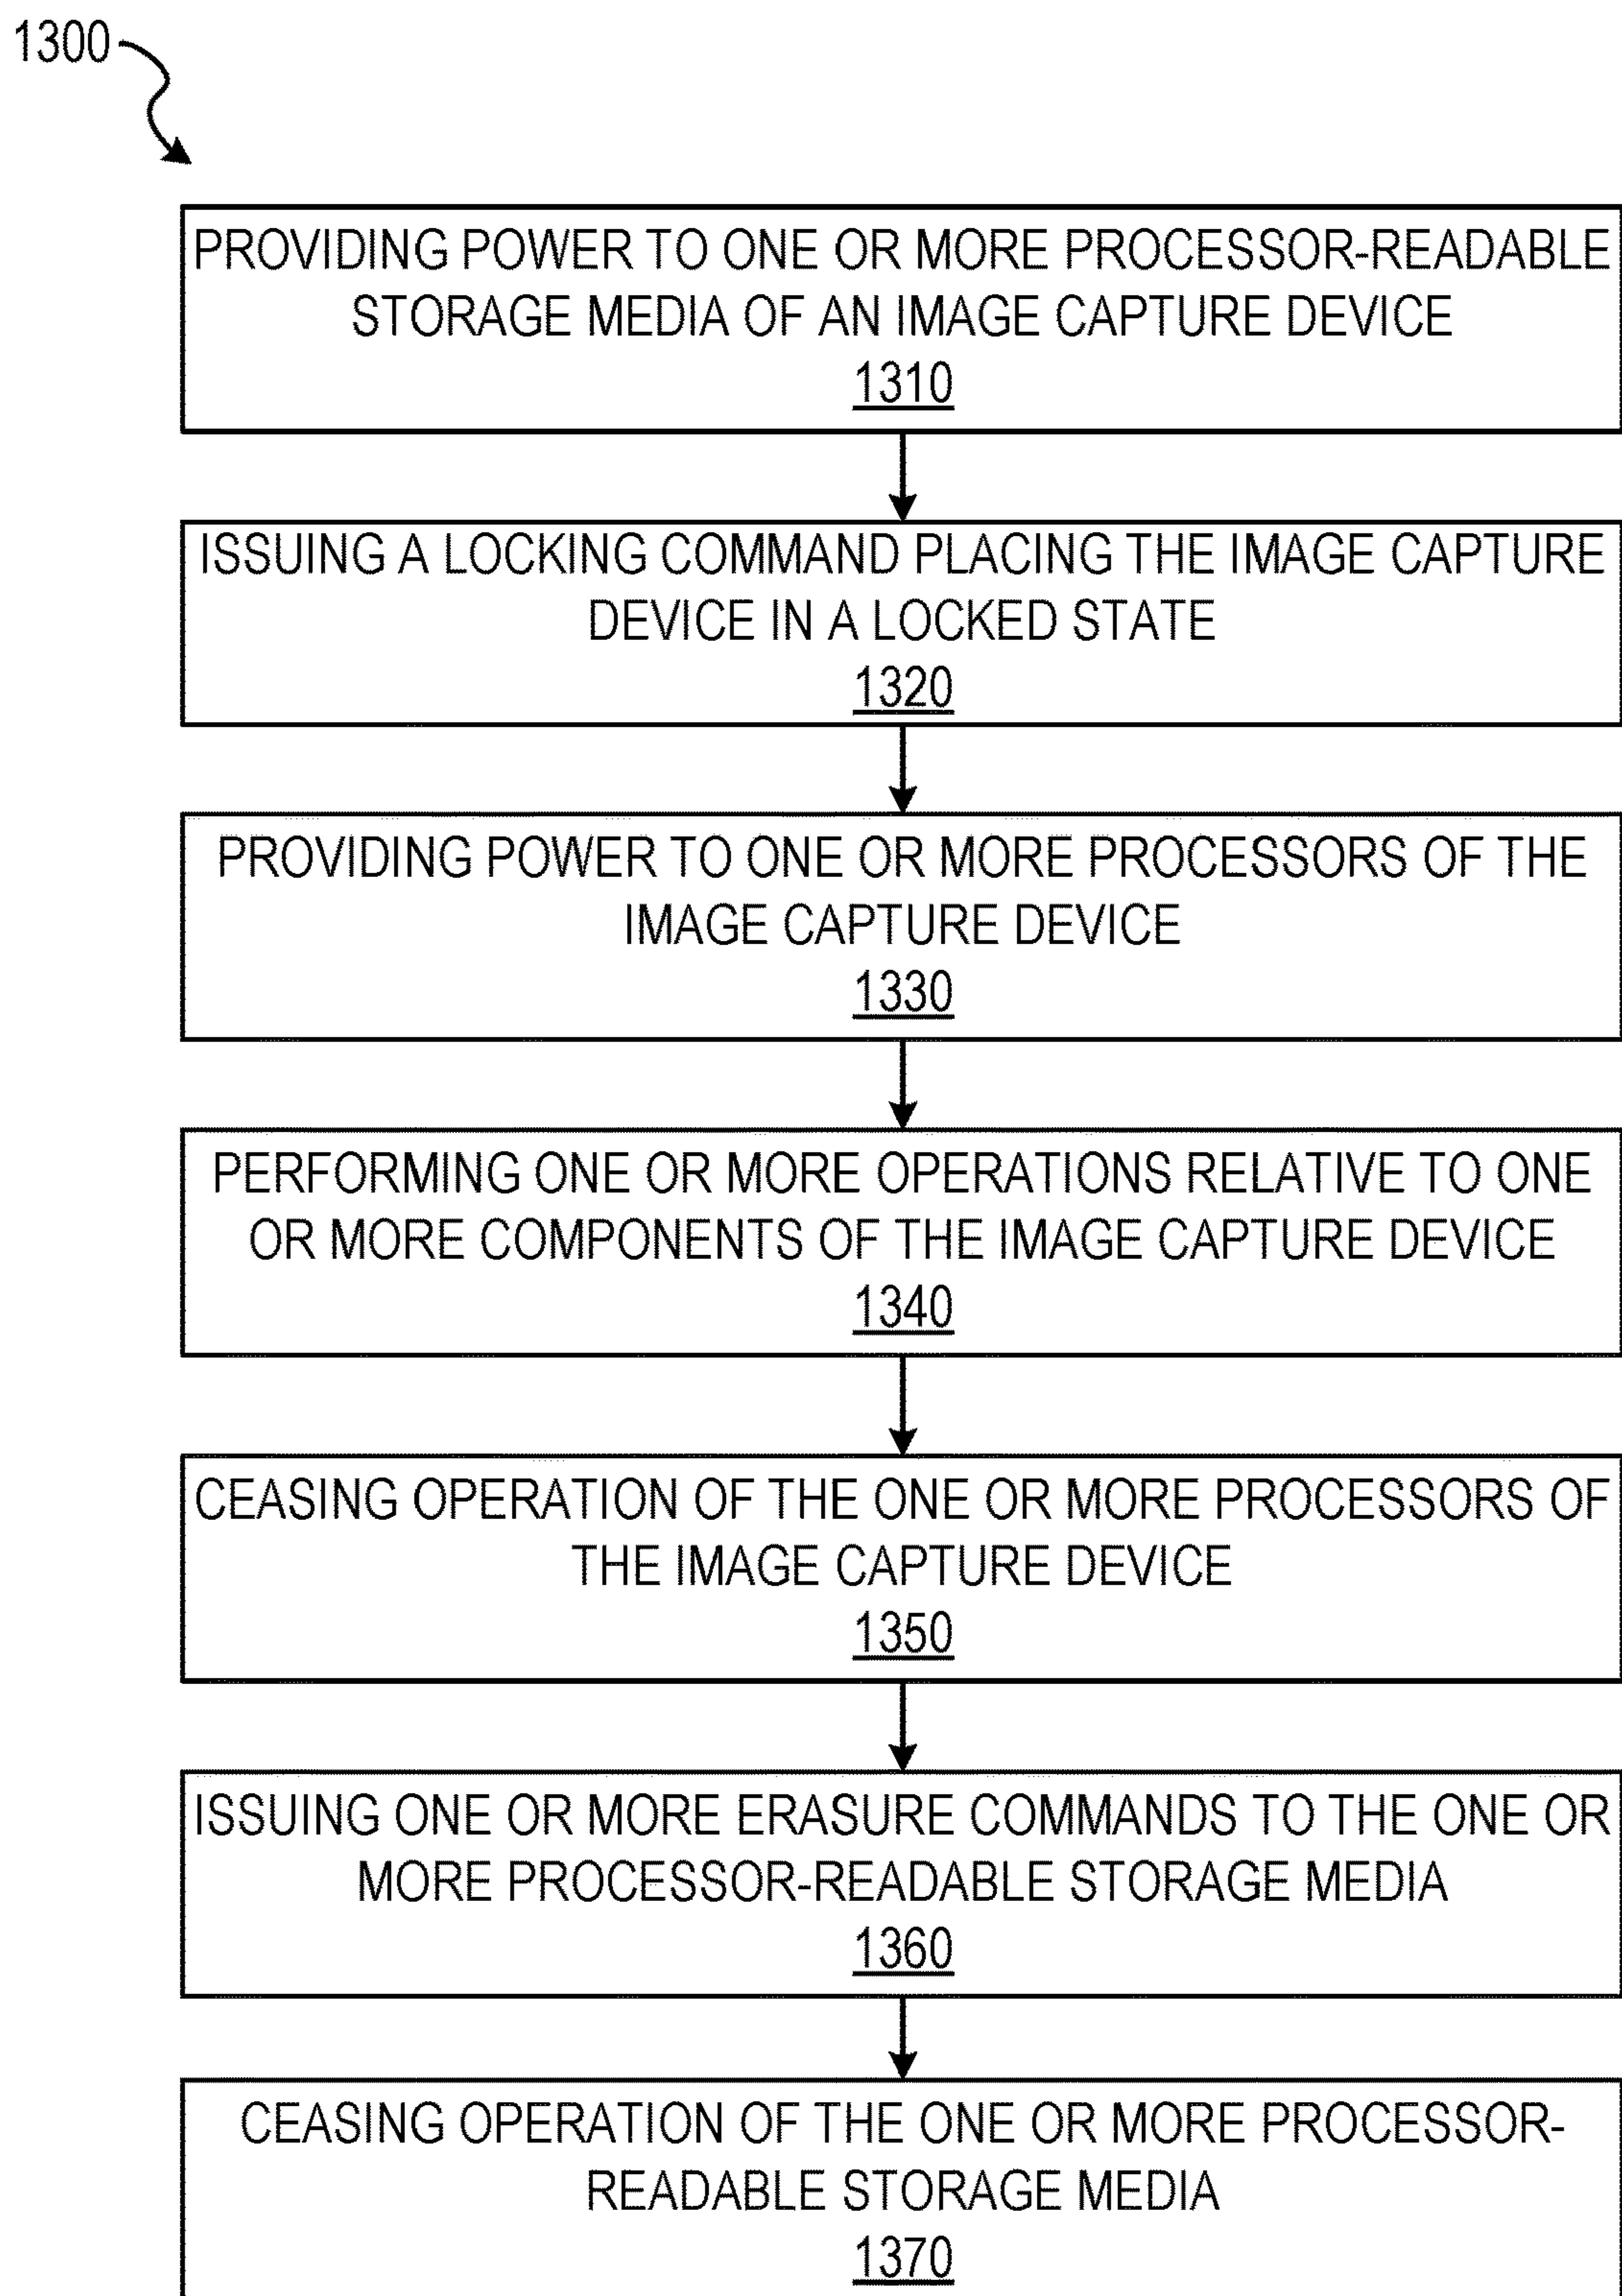 1300
PROVIDING POWER TO ONE OR MORE PROCESSOR-READABLE
STORAGE MEDIA OF AN IMAGE CAPTURE DEVICE
1310
ISSUING A LOCKING COMMAND PLACING THE IMAGE CAPTURE
DEVICE IN A LOCKED STATE
1320
PROVIDING POWER TO ONE OR MORE PROCESSORS OF THE
IMAGE CAPTURE DEVICE
1330
PERFORMING ONE OR MORE OPERATIONS RELATIVE TO ONE
OR MORE COMPONENTS OF THE IMAGE CAPTURE DEVICE
1340
CEASING OPERATION OF THE ONE OR MORE PROCESSORS OF
THE IMAGE CAPTURE DEVICE
1350
ISSUING ONE OR MORE ERASURE COMMANDS TO THE ONE OR
MORE PROCESSOR-READABLE STORAGE MEDIA
1360
CEASING OPERATION OF THE ONE OR MORE PROCESSOR-
READABLE STORAGE MEDIA
1370